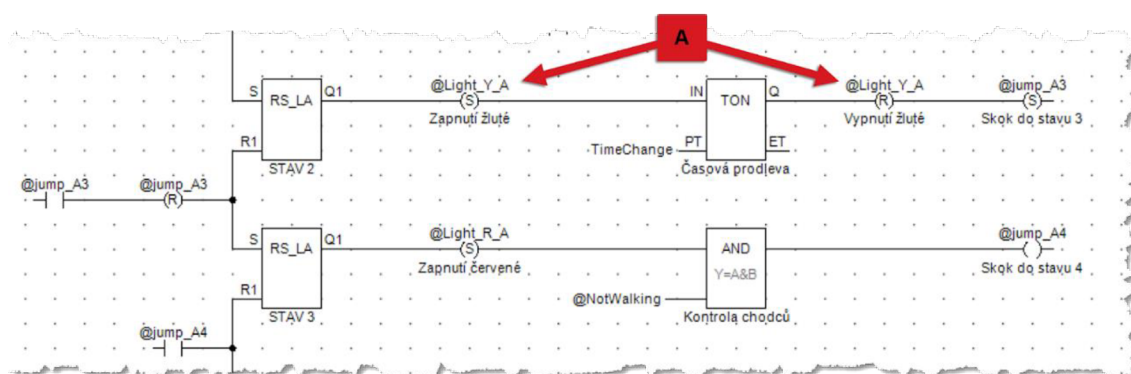 A
@Light_Y_A
@Light_Y_A
@jump_A3
S
RS_LA
Q1
(S)
IN
TON
Q
(R)
(S)
Zapnutí žluté
Vypnutí žluté
Skok do stavu 3
R1
TimeChange
PT
ET
STAV 2
Časová prodleva
@jump_A3
@jump_A3
(R)
@Light_R_A
@jump_A4
S
RS_LA
Q1
(S)
AND
( )
Zapnutí červené
Y=A&B
Skok do stavu 4
R1
@NotWalking
STAV 3
Kontrola chodců
@jump_A4